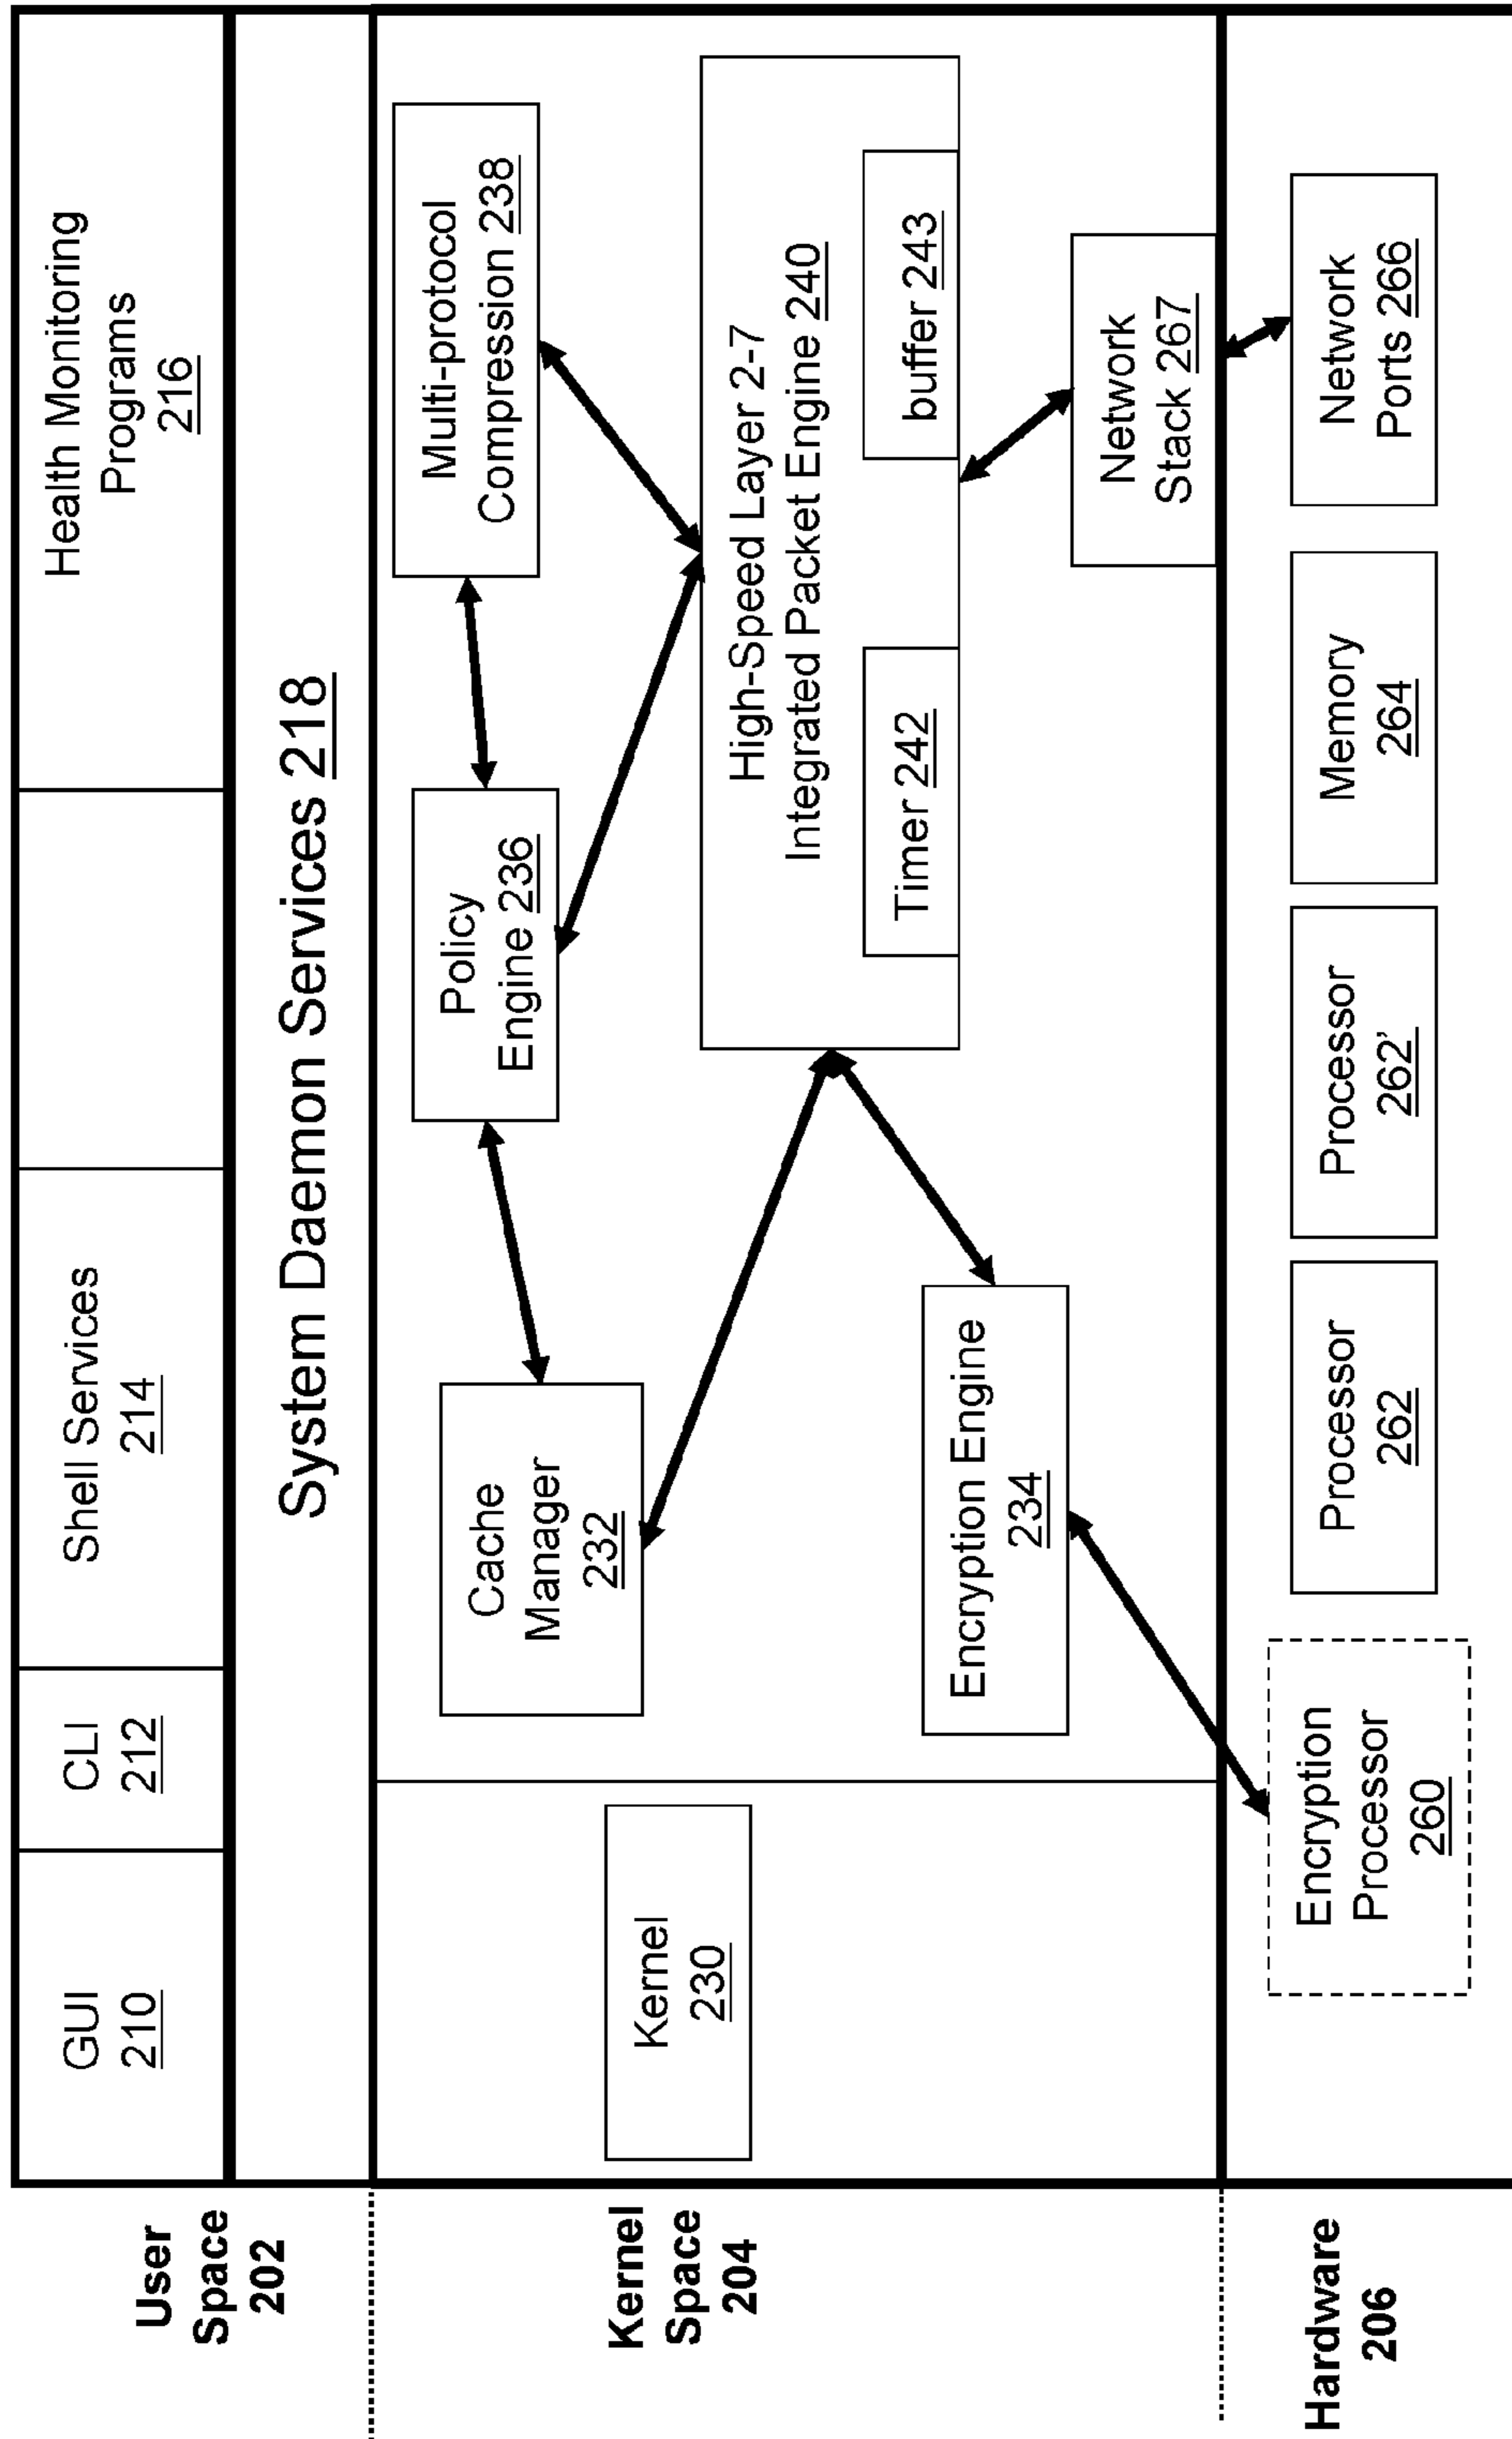 User
Space
202
GUI
210
CLI
212
Shell Services
214
Health Monitoring
Programs
216
System Daemon Services 218
Kernel
Space
204
Kernel
230
Cache
Manager
232
Policy
Engine 236
Multi-protocol
Compression 238
High-Speed Layer 2-7
Integrated Packet Engine 240
Timer 242
buffer 243
Encryption Engine
234
Network
Stack 267
Hardware
206
Encryption
Processor
260
Processor
262
Processor
262'
Memory
264
Network
Ports 266